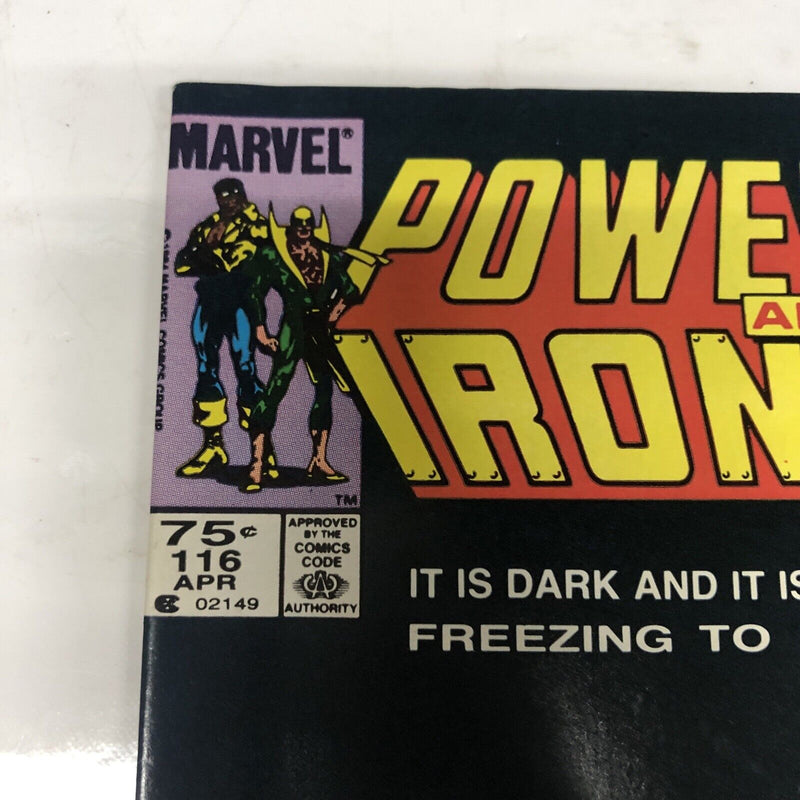 MARVEL®
POWE
IRON
TM
75¢
116
APR
02149
APPROVED
BY THE
COMICS
CODE
AUTHORITY
IT IS DARK AND IT IS
FREEZING TO